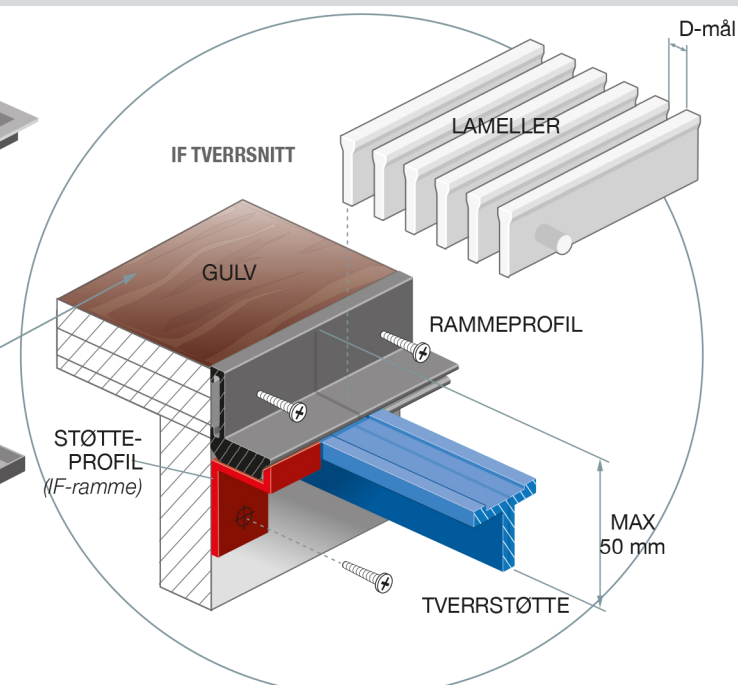 D-mål
LAMELLER
IF TVERRSNITT
GULV
RAMMEPROFIL
STØTTE-
PROFIL
(IF-ramme)
MAX
50 mm
TVERRSTØTTE